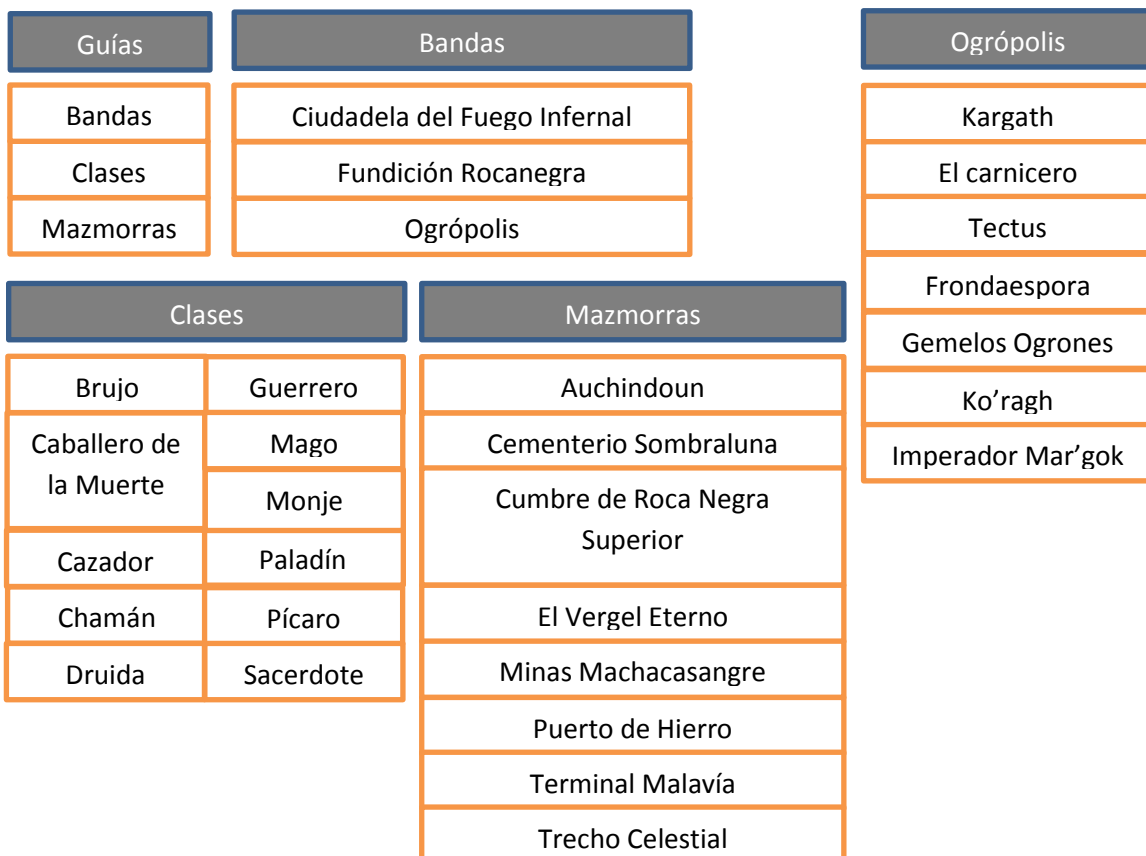 Guías
Bandas
Clases
Mazmorras
Bandas
Ciudadela del Fuego Infernal
Fundición Rocanegra
Ogrópolis
Ogrópolis
Kargath
El carnicero
Tectus
Frondaespora
Gemelos Ogrones
Ko’ragh
Imperador Mar’gok
Clases
Brujo
Caballero de
la Muerte
Cazador
Chamán
Druida
Guerrero
Mago
Monje
Paladín
Pícaro
Sacerdote
Mazmorras
Auchindoun
Cementerio Sombraluna
Cumbre de Roca Negra
Superior
El Vergel Eterno
Minas Machacasangre
Puerto de Hierro
Terminal Malavía
Trecho Celestial